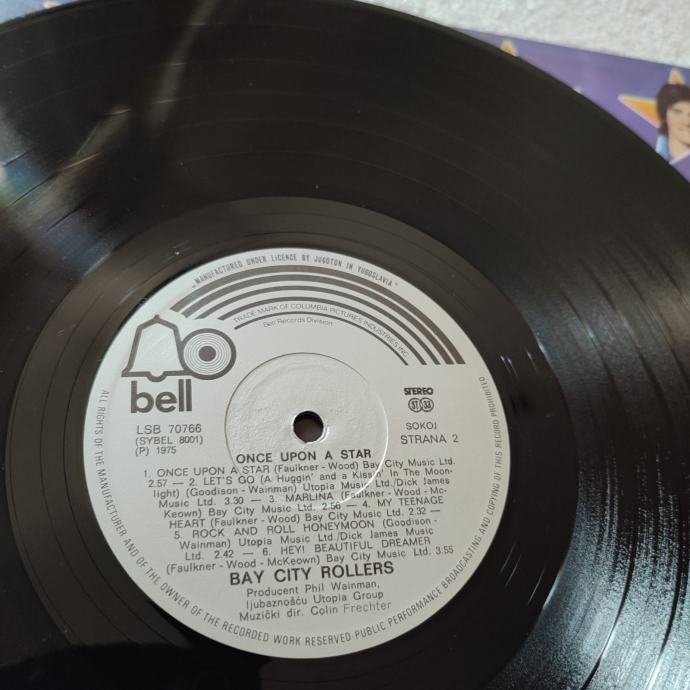 „MANUFACTURED UNDER LICENCE BY JUGOTON IN YUGOSLAVIA"
TRADE MARK OF COLUMBIA PICTURES INDUSTRIES INC.
Bell Records Division
bell
LSB 70766
(SYBEL 8001)
(P) 1975
STEREO
ST 33
SOKOJ
STRANA 2
ONCE UPON A STAR
1. ONCE UPON A STAR (Faulkner - Wood) Bay City Music Ltd.
2.57 — 2. LET'S GO (A Huggin' and a Kissin' In The Moon-
light) (Goodison - Wainman) Utopia Music Ltd./Dick James
Music Ltd. 3.30 — 3. MARLINA (Faulkner - Wood - Mc-
Keown) Bay City Music Ltd. 2.56 — 4. MY TEENAGE
HEART (Faulkner - Wood) Bay City Music Ltd. 2.32 —
5. ROCK AND ROLL HONEYMOON (Goodison -
Wainman) Utopia Music Ltd./Dick James Music
Ltd. 2.42 — 6. HEY! BEAUTIFUL DREAMER
(Faulkner - Wood - McKeown) Bay City Music Ltd. 3.55
BAY CITY ROLLERS
Producent Phil Wainman,
ljubaznošću Utopia Group
Muzički dir. Colin Frechter
ALL RIGHTS OF THE MANUFACTURER AND OF THE OWNER OF THE RECORDED WORK RESERVED·PUBLIC PERFORMANCE BROADCASTING AND COPYING OF THIS RECORD PROHIBITED